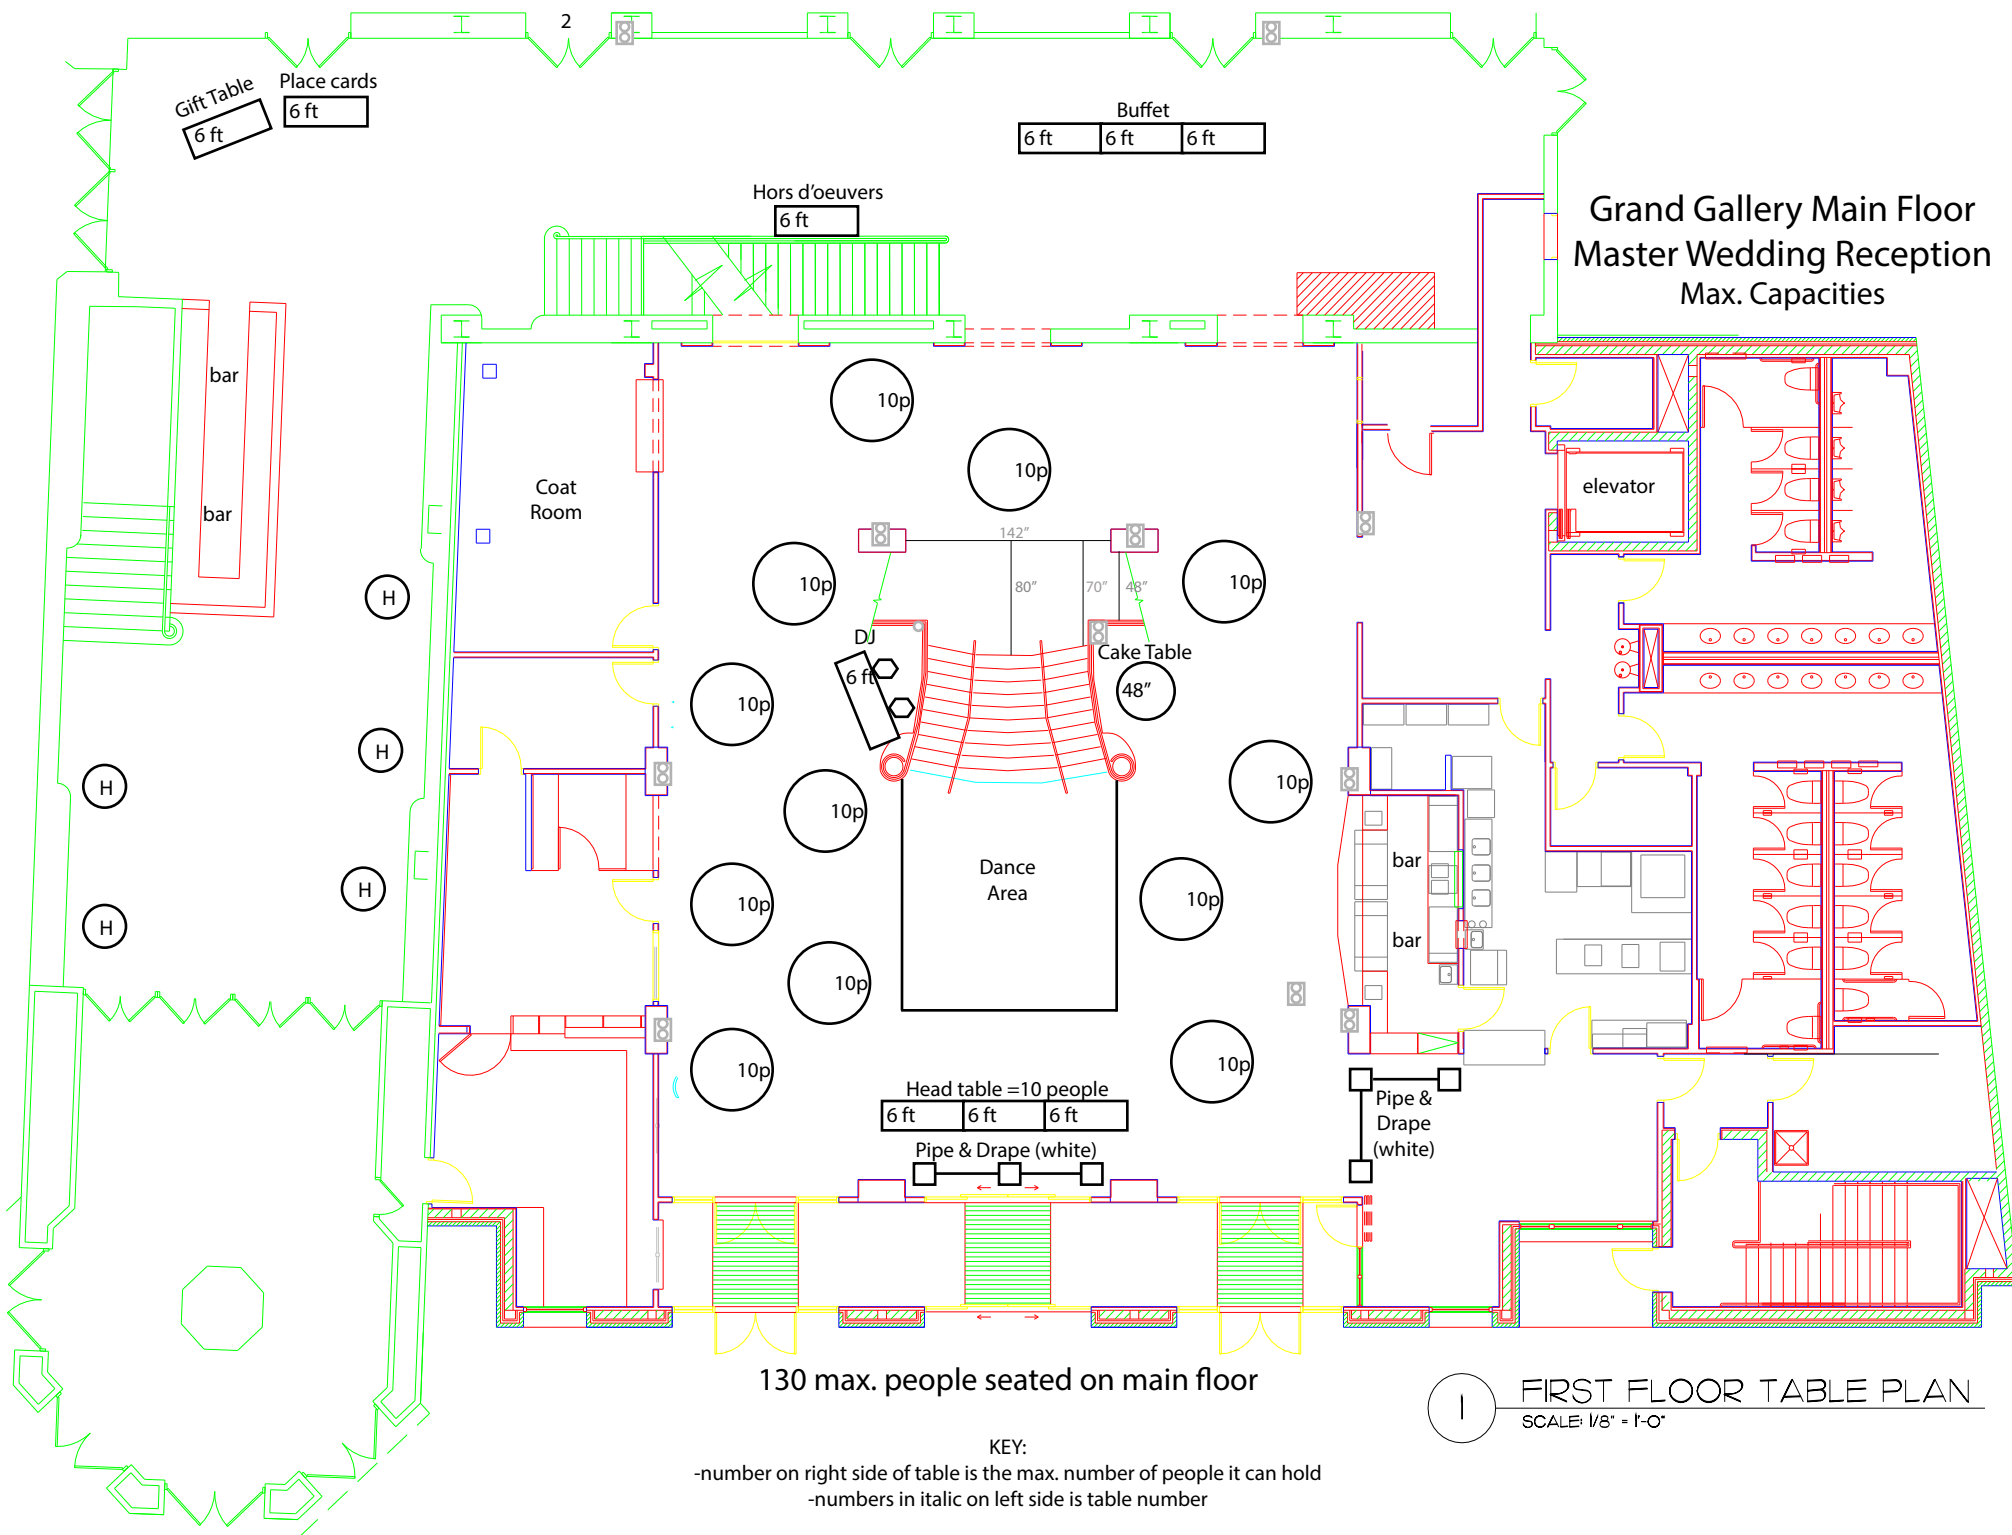 2
Gift Table
6 ft
Place cards
6 ft
Buffet
6 ft 6 ft 6 ft
Hors d'oeuvers
6 ft
Grand Gallery Main Floor
Master Wedding Reception
Max. Capacities
bar
bar
Coat
Room
elevator
10p
10p
142"
10p
10p
80"
70"
48"
H
DJ
6 ft
Cake Table
48"
10p
H
H
10p
10p
bar
bar
Dance
Area
H
10p
10p
H
10p
10p
10p
Head table =10 people
6 ft 6 ft 6 ft
Pipe &
Drape
(white)
Pipe & Drape (white)
130 max. people seated on main floor
1
FIRST FLOOR TABLE PLAN
SCALE: 1/8" = 1'-0"
KEY:
-number on right side of table is the max. number of people it can hold
-numbers in italic on left side is table number
10p